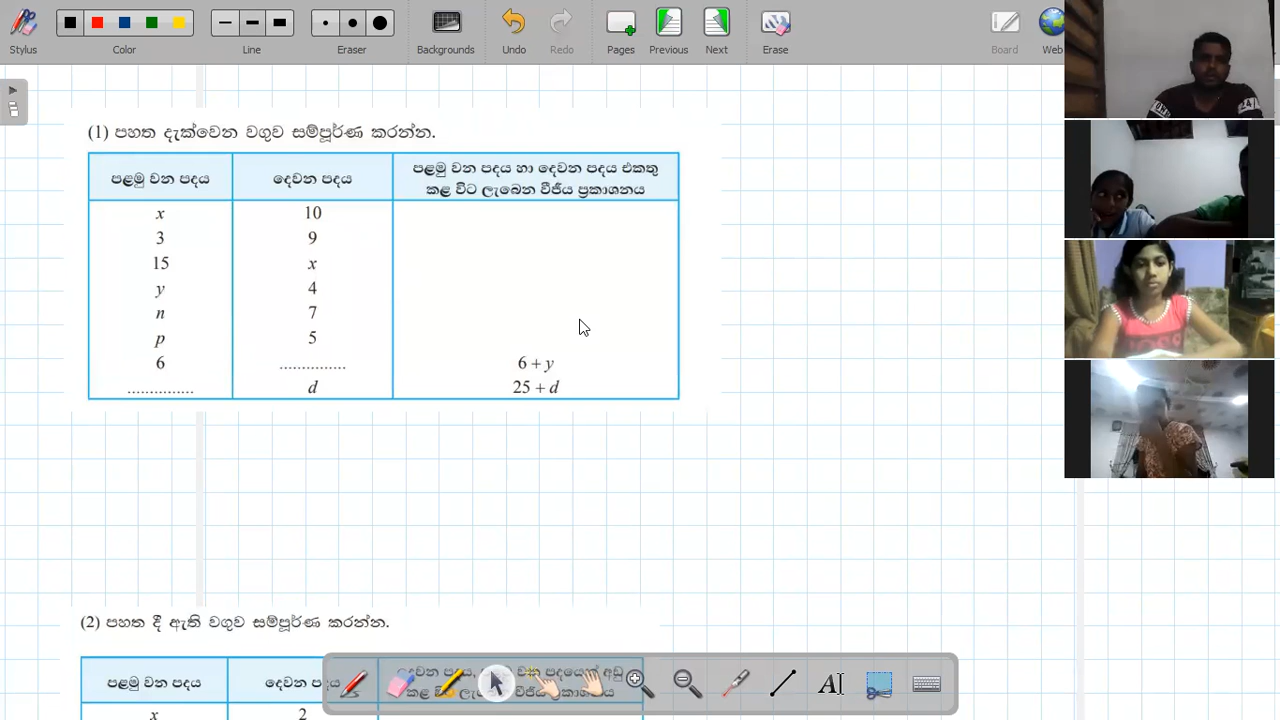 Stylus Color Line Eraser Backgrounds Undo Redo Pages Previous Next Erase Board Web
(1) පහත දැක්වෙන වගුව සම්පූර්ණ කරන්න.
පළමු වන පදය දෙවන පදය පළමු වන පදය හා දෙවන පදය එකතු
කළ විට ලැබෙන වීජීය ප්‍රකාශනය
x 10
3 9
15 x
y 4
n 7
p 5
6 ............... 6 + y
............... d 25 + d
(2) පහත දී ඇති වගුව සම්පූර්ණ කරන්න.
පළමු වන පදය දෙවන
x 2